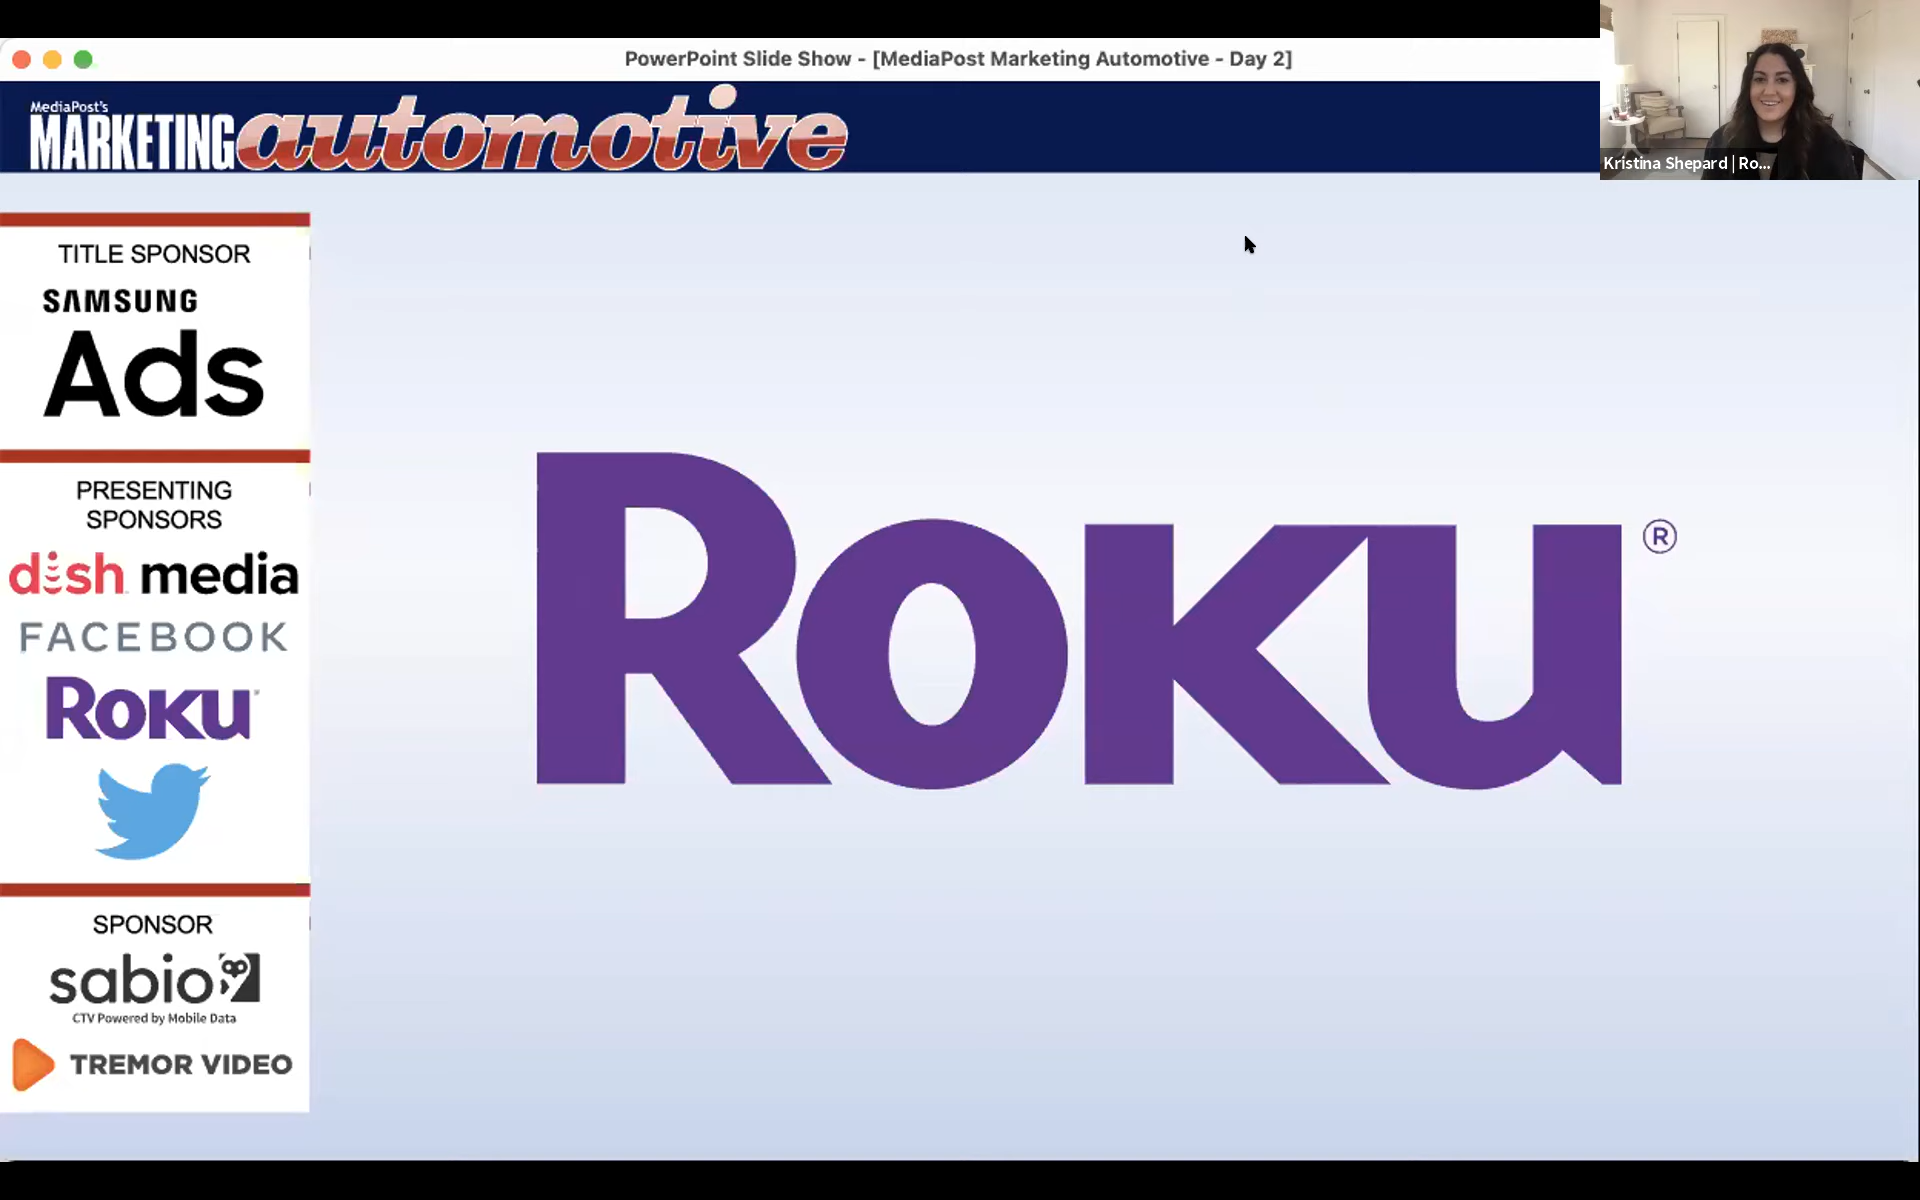 PowerPoint Slide Show - [MediaPost Marketing Automotive - Day 2]
MediaPost's
MARKETING automotive
Kristina Shepard | Ro...
TITLE SPONSOR
SAMSUNG
Ads
PRESENTING
SPONSORS
dish media
FACEBOOK
ROKU
SPONSOR
sabio
CTV Powered by Mobile Data
TREMOR VIDEO
ROKU®